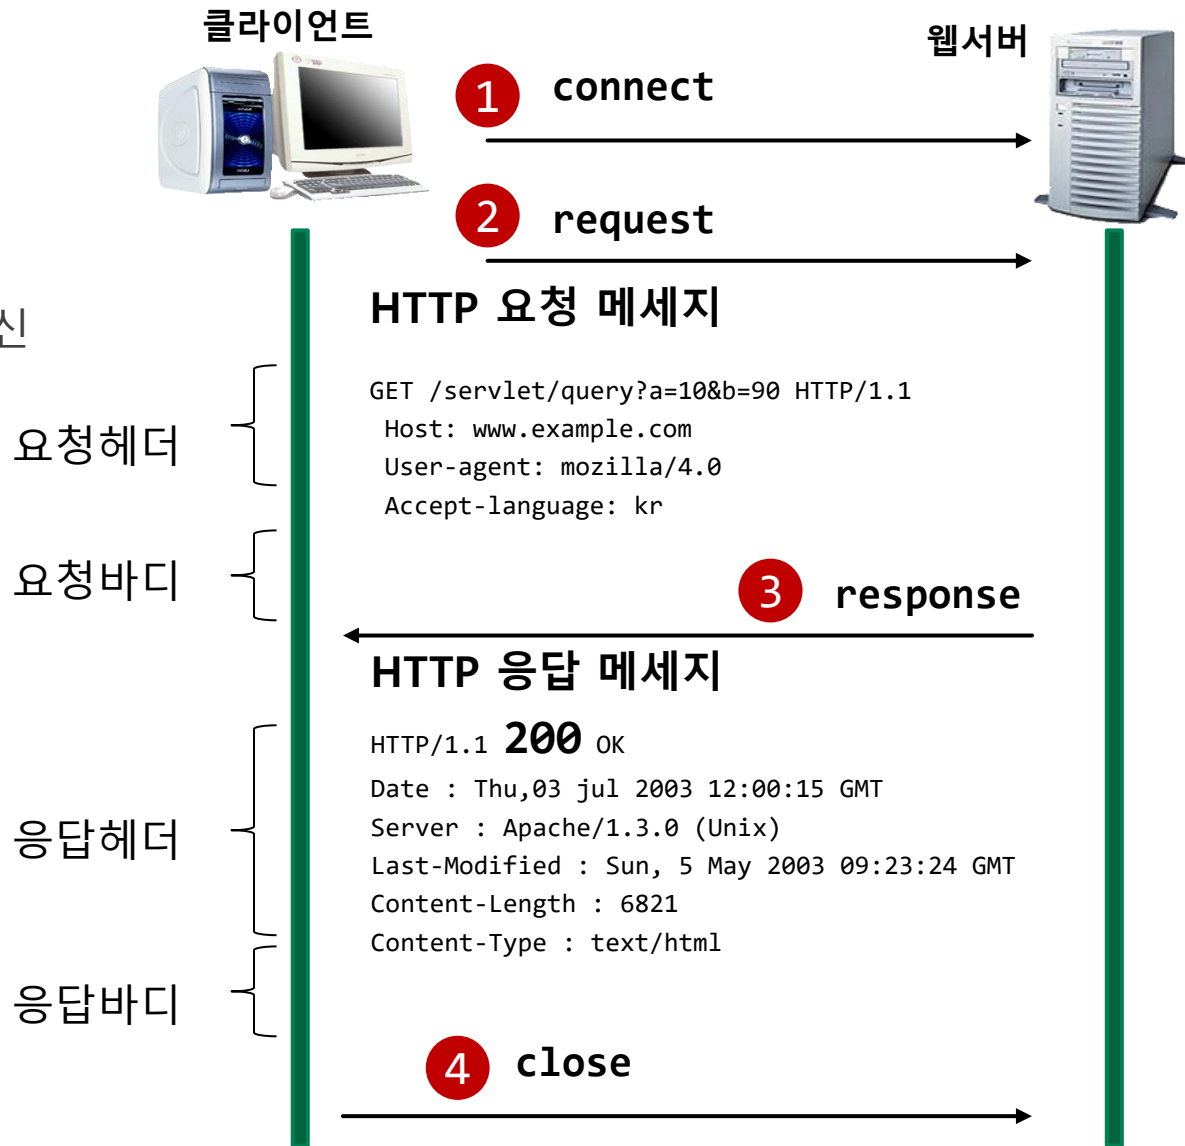 클라이언트
웹서버
1 connect
2 request
HTTP 요청 메세지
신
요청헤더
GET /servlet/query?a=10&b=90 HTTP/1.1
Host: www.example.com
User-agent: mozilla/4.0
Accept-language: kr
요청바디
3 response
HTTP 응답 메세지
응답헤더
HTTP/1.1 200 OK
Date : Thu,03 jul 2003 12:00:15 GMT
Server : Apache/1.3.0 (Unix)
Last-Modified : Sun, 5 May 2003 09:23:24 GMT
Content-Length : 6821
Content-Type : text/html
응답바디
4 close